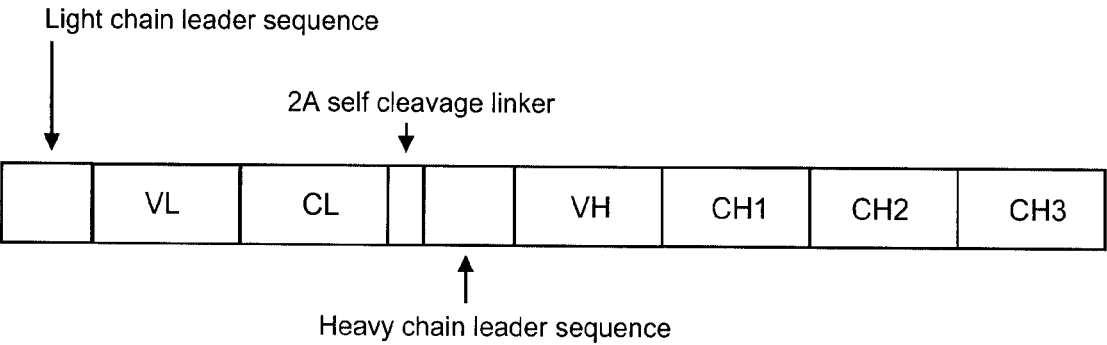 Light chain leader sequence
2A self cleavage linker
VL CL VH CH1 CH2 CH3
Heavy chain leader sequence